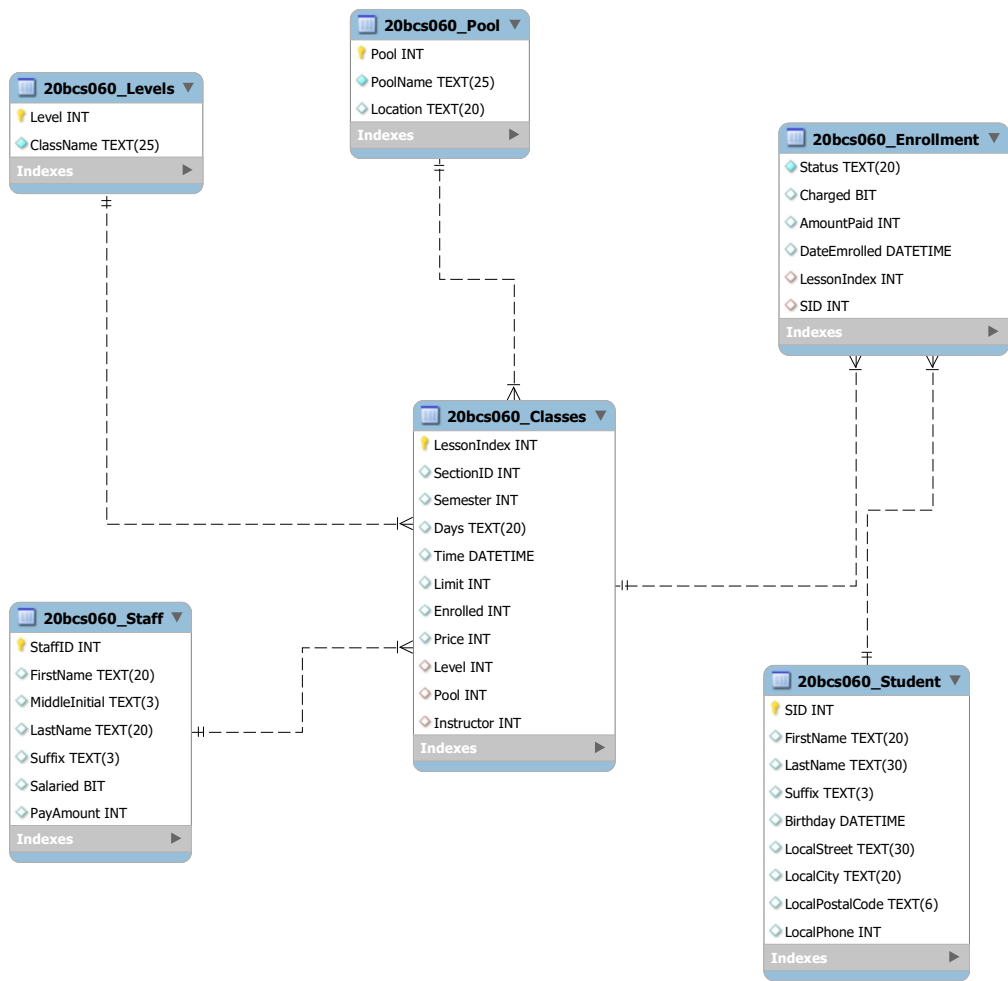 20bcs060_Pool
Pool INT
PoolName TEXT(25)
Location TEXT(20)
Indexes
20bcs060_Levels
Level INT
ClassName TEXT(25)
Indexes
20bcs060_Enrollment
Status TEXT(20)
Charged BIT
AmountPaid INT
DateEmrolled DATETIME
LessonIndex INT
SID INT
Indexes
20bcs060_Classes
LessonIndex INT
SectionID INT
Semester INT
Days TEXT(20)
Time DATETIME
Limit INT
Enrolled INT
Price INT
Level INT
Pool INT
Instructor INT
Indexes
20bcs060_Staff
StaffID INT
FirstName TEXT(20)
MiddleInitial TEXT(3)
LastName TEXT(20)
Suffix TEXT(3)
Salaried BIT
PayAmount INT
Indexes
20bcs060_Student
SID INT
FirstName TEXT(20)
LastName TEXT(30)
Suffix TEXT(3)
Birthday DATETIME
LocalStreet TEXT(30)
LocalCity TEXT(20)
LocalPostalCode TEXT(6)
LocalPhone INT
Indexes